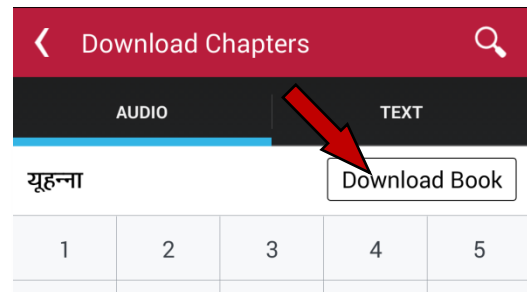 Download Chapters
AUDIO TEXT
यूहन्ना Download Book
1 2 3 4 5